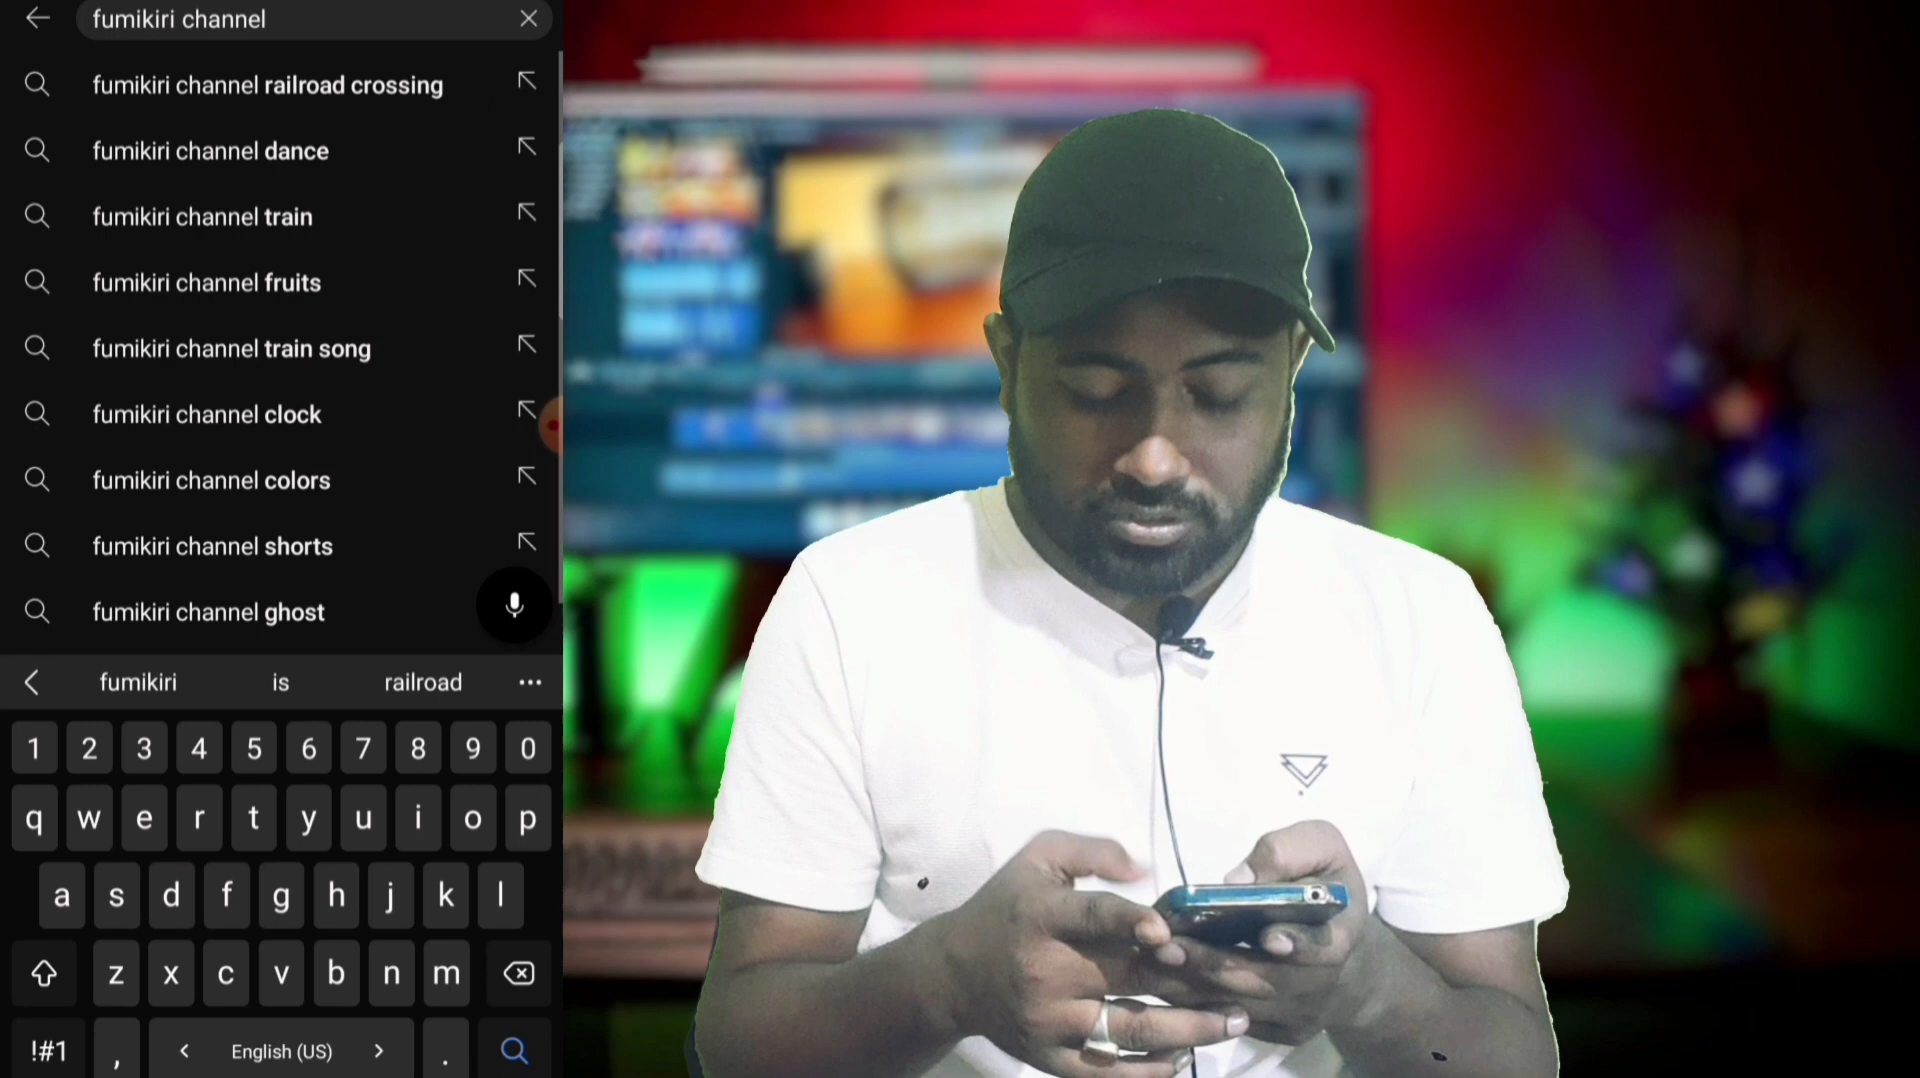 fumikiri channel
fumikiri channel railroad crossing
fumikiri channel dance
fumikiri channel train
fumikiri channel fruits
fumikiri channel train song
fumikiri channel clock
fumikiri channel colors
fumikiri channel shorts
fumikiri channel ghost
fumikiri is railroad
1 2 3 4 5 6 7 8 9 0
q w e r t y u i o p
a s d f g h j k l
z x c v b n m
!#1 , English (US) .